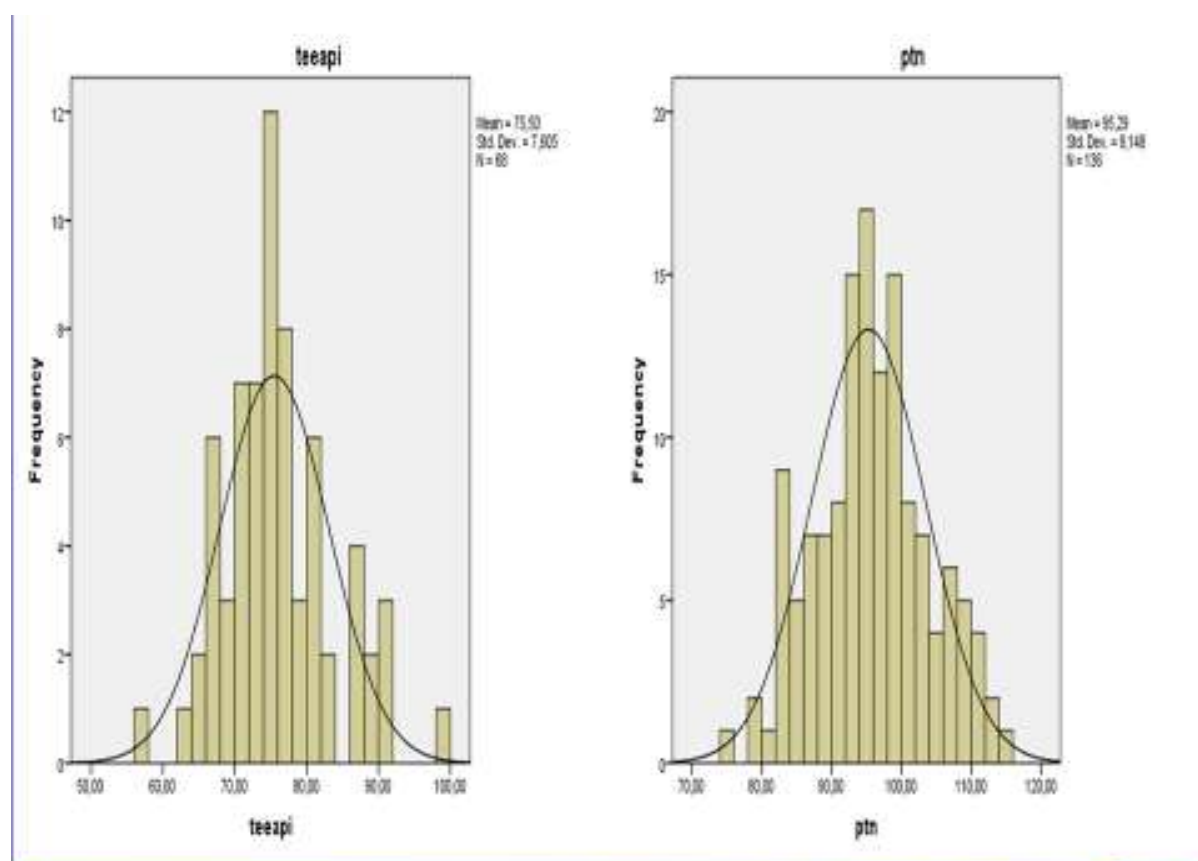 teeapi
Mean = 75,50
Std. Dev. = 7,605
N = 68
Frequency
12
10
8
6
4
2
0
50,00 60,00 70,00 80,00 90,00 100,00
teeapi
ptn
Mean = 95,29
Std. Dev. = 8,148
N = 136
Frequency
20
15
10
5
0
70,00 80,00 90,00 100,00 110,00 120,00
ptn